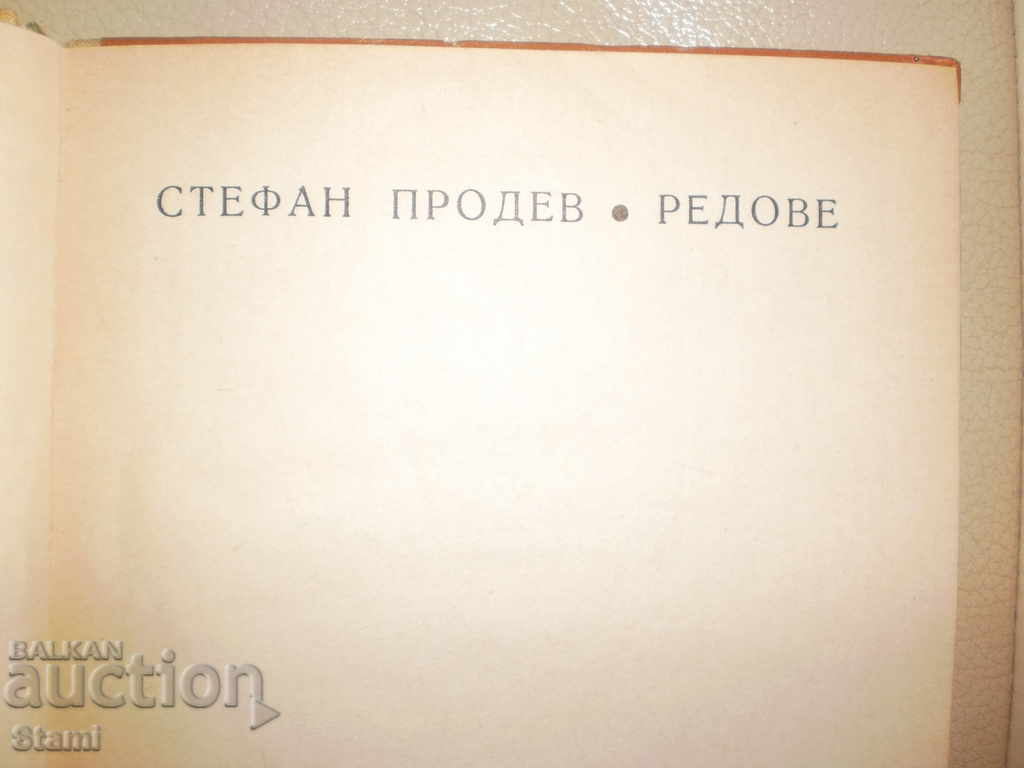 СТЕФАН ПРОДЕВ • РЕДОВЕ
BALKAN
auction
Stami